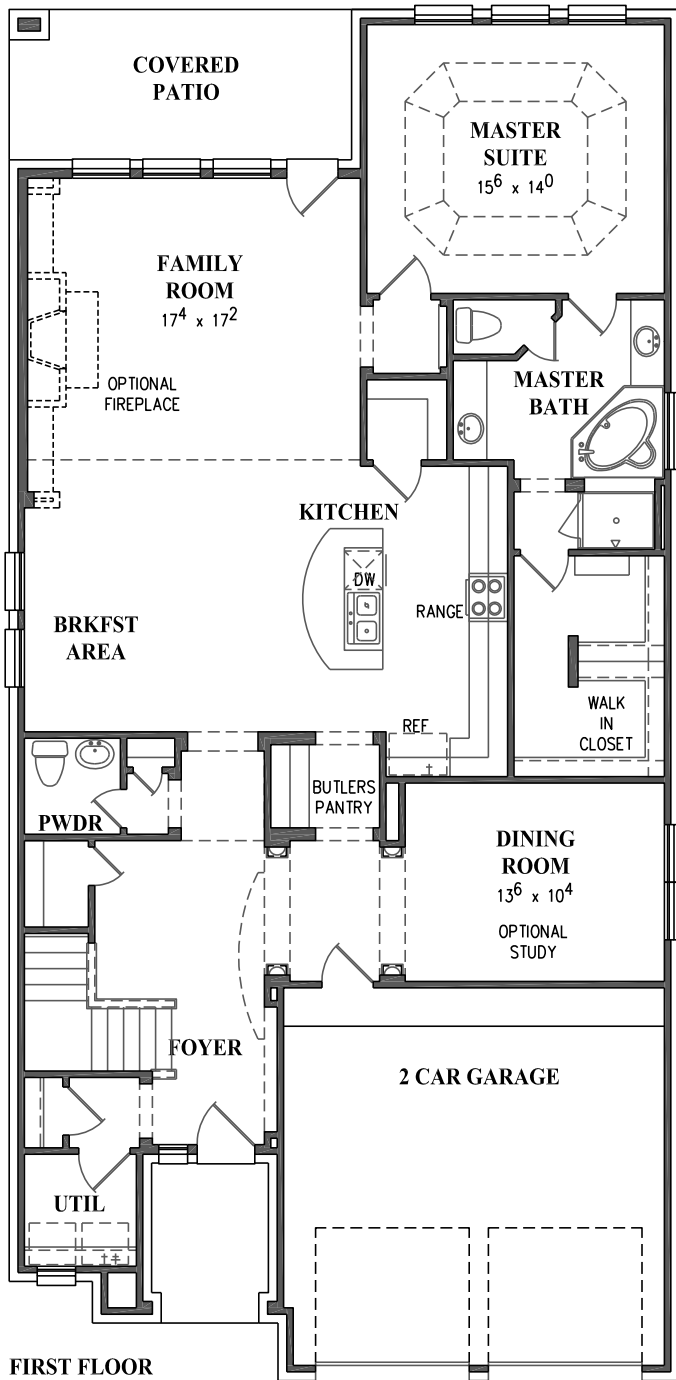 COVERED
PATIO
MASTER
SUITE
15⁶ x 14⁰
FAMILY
ROOM
17⁴ x 17²
OPTIONAL
FIREPLACE
MASTER
BATH
KITCHEN
DW
RANGE
BRKFST
AREA
WALK
IN
CLOSET
REF
BUTLERS
PANTRY
PWDR
DINING
ROOM
13⁶ x 10⁴
OPTIONAL
STUDY
FOYER
2 CAR GARAGE
UTIL
FIRST FLOOR